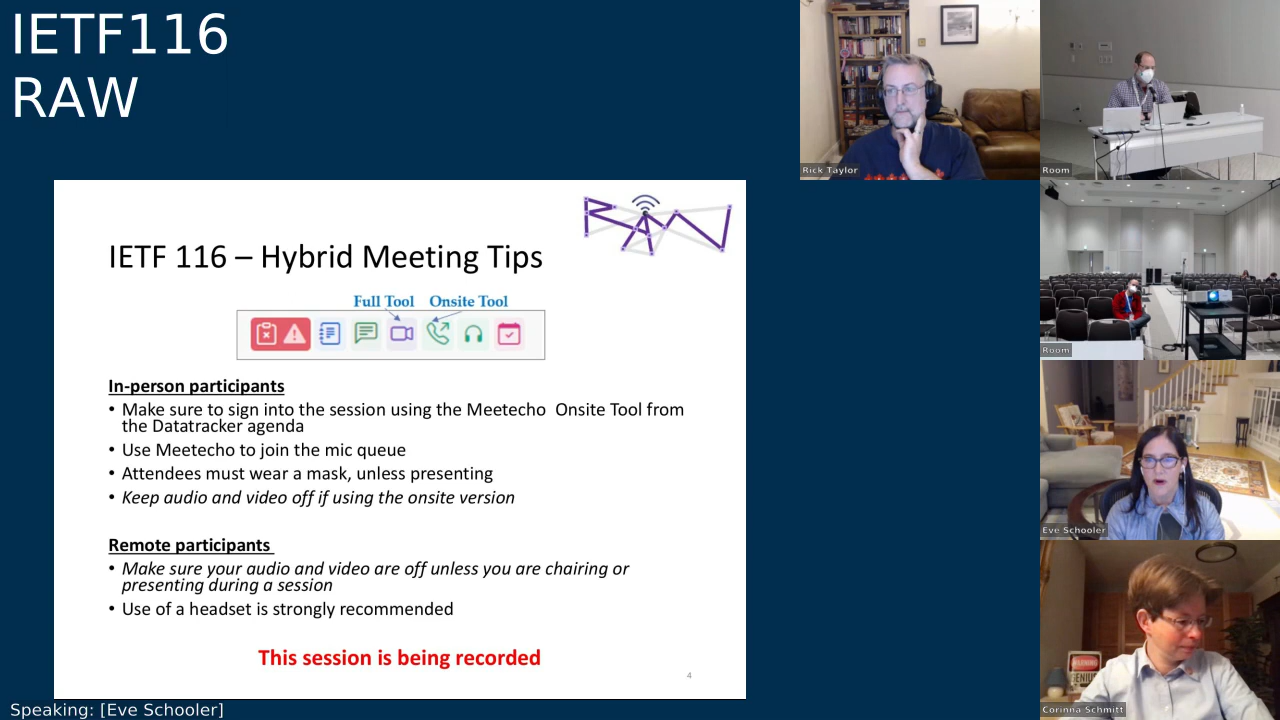 IETF116
RAW
Rick Taylor
Room
RAW
IETF 116 – Hybrid Meeting Tips
Full Tool Onsite Tool
In-person participants
• Make sure to sign into the session using the Meetecho Onsite Tool from
the Datatracker agenda
• Use Meetecho to join the mic queue
• Attendees must wear a mask, unless presenting
• Keep audio and video off if using the onsite version
Remote participants
• Make sure your audio and video are off unless you are chairing or
presenting during a session
• Use of a headset is strongly recommended
This session is being recorded
4
Room
Eve Schooler
WARNING
GENIUS
Corinna Schmitt
Speaking: [Eve Schooler]